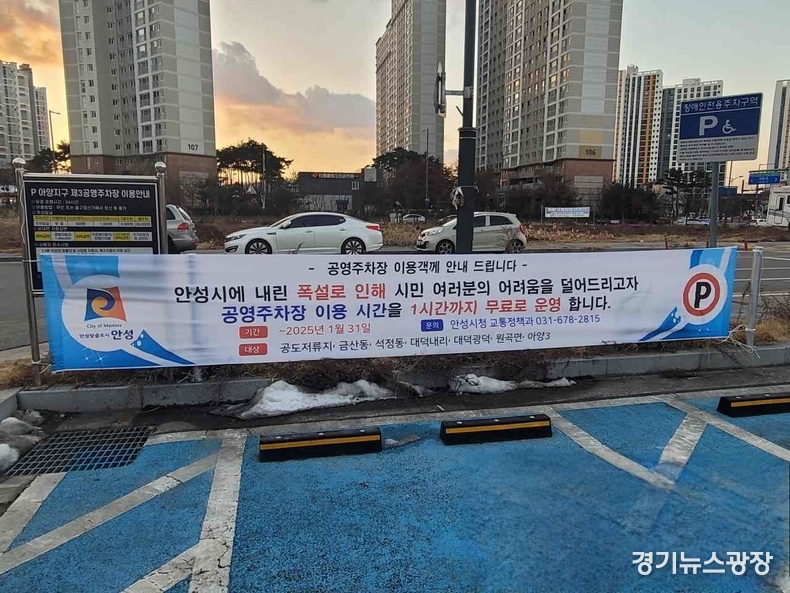 장애인전용주차구역
P
P 아양지구 제3공영주차장 이용안내
107
106
- 공영주차장 이용객께 안내 드립니다 -
안성시에 내린 폭설로 인해 시민 여러분의 어려움을 덜어드리고자
공영주차장 이용 시간을 1시간까지 무료로 운영 합니다.
기간 ~2025년 1월 31일 문의 안성시청 교통정책과 031-678-2815
대상 공도저류지· 금산동· 석정동· 대덕내리· 대덕광덕· 원곡면· 아양3
City of Masters
안성맞춤도시 안성
P
경기뉴스광장